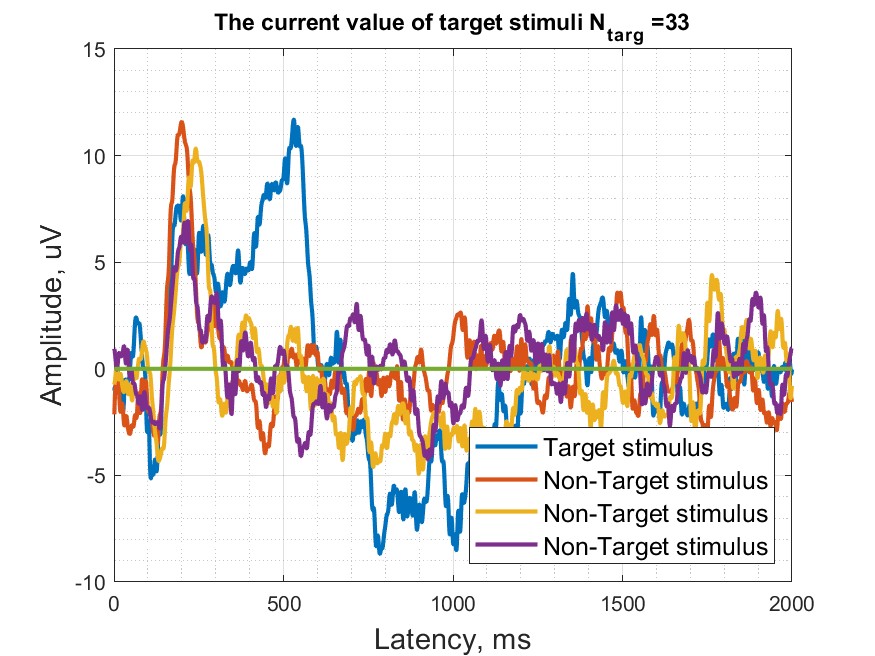 The current value of target stimuli N_targ =33
15
10
5
0
-5
-10
Amplitude, uV
0 500 1000 1500 2000
Latency, ms
Target stimulus
Non-Target stimulus
Non-Target stimulus
Non-Target stimulus